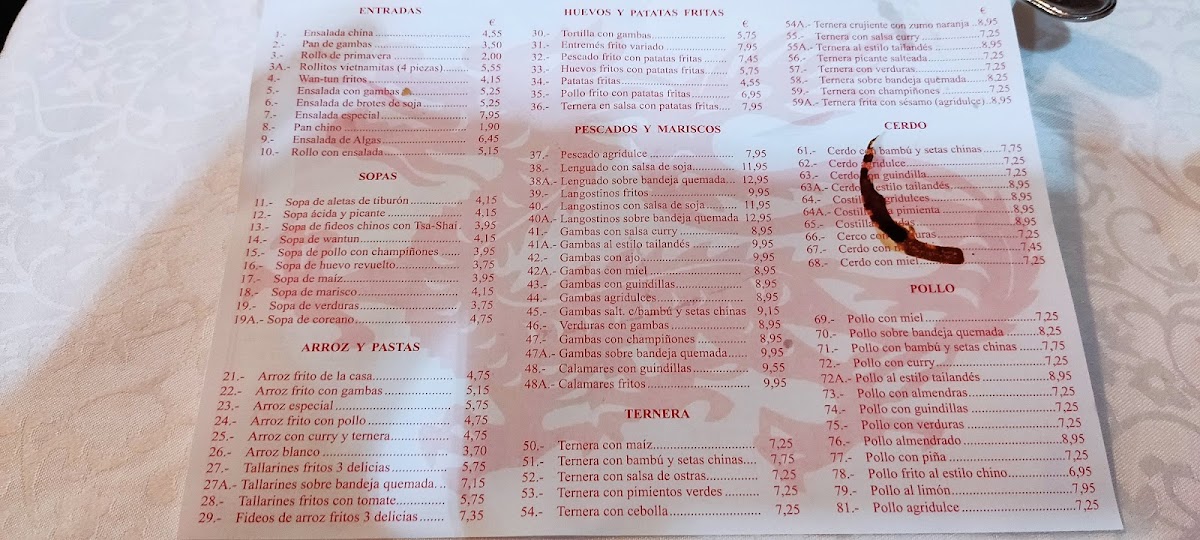 ENTRADAS
€
1.- Ensalada china 4,55
2.- Pan de gambas 3,50
3.- Rollo de primavera 2,00
3A.- Rollitos vietnamitas (4 piezas) 5,55
4.- Wan-tun fritos 4,15
5.- Ensalada con gambas 5,25
6.- Ensalada de brotes de soja 5,25
7.- Ensalada especial 7,95
8.- Pan chino 1,90
9.- Ensalada de Algas 6,45
10.- Rollo con ensalada 5,15
SOPAS
11.- Sopa de aletas de tiburón 4,15
12.- Sopa ácida y picante 4,15
13.- Sopa de fideos chinos con Tsa-Shai. 4,15
14.- Sopa de wantun 4,15
15.- Sopa de pollo con champiñones 3,95
16.- Sopa de huevo revuelto 3,75
17.- Sopa de maíz 3,95
18.- Sopa de marisco 4,15
19.- Sopa de verduras 3,75
19A.- Sopa de coreano 4,75
ARROZ Y PASTAS
21.- Arroz frito de la casa 4,75
22.- Arroz frito con gambas 5,15
23.- Arroz especial 5,75
24.- Arroz frito con pollo 4,75
25.- Arroz con curry y ternera 4,75
26.- Arroz blanco 3,70
27.- Tallarines fritos 3 delicias 5,75
27A.- Tallarines sobre bandeja quemada. 7,15
28.- Tallarines fritos con tomate 5,75
29.- Fideos de arroz fritos 3 delicias 7,35
HUEVOS Y PATATAS FRITAS
€
30.- Tortilla con gambas 5,75
31.- Entremés frito variado 7,95
32.- Pescado frito con patatas fritas 7,45
33.- Huevos fritos con patatas fritas 5,75
34.- Patatas fritas 4,55
35.- Pollo frito con patatas fritas 6,95
36.- Ternera en salsa con patatas fritas 7,95
PESCADOS Y MARISCOS
37.- Pescado agridulce 7,95
38.- Lenguado con salsa de soja 11,95
38A.- Lenguado sobre bandeja quemada 12,95
39.- Langostinos fritos 9,95
40.- Langostinos con salsa de soja 11,95
40A.- Langostinos sobre bandeja quemada 12,95
41.- Gambas con salsa curry 8,95
41A.- Gambas al estilo tailandés 9,95
42.- Gambas con ajo 9,95
42A.- Gambas con miel 8,95
43.- Gambas con guindillas 8,95
44.- Gambas agridulces 8,95
45.- Gambas salt. c/bambú y setas chinas 9,15
46.- Verduras con gambas 8,95
47.- Gambas con champiñones 8,95
47A.- Gambas sobre bandeja quemada 9,95
48.- Calamares con guindillas 9,55
48A.- Calamares fritos 9,95
TERNERA
50.- Ternera con maíz 7,25
51.- Ternera con bambú y setas chinas 7,75
52.- Ternera con salsa de ostras 7,25
53.- Ternera con pimientos verdes 7,25
54.- Ternera con cebolla 7,25
€
54A.- Ternera crujiente con zumo naranja 8,95
55.- Ternera con salsa curry 7,25
55A.- Ternera al estilo tailandés 8,95
56.- Ternera picante salteada 7,25
57.- Ternera con verduras 7,25
58.- Ternera sobre bandeja quemada 8,25
59.- Ternera con champiñones 7,25
59A.- Ternera frita con sésamo (agridulce) 8,95
CERDO
61.- Cerdo con bambú y setas chinas 7,75
62.- Cerdo agridulce 7,25
63.- Cerdo con guindilla 7,25
63A.- Cerdo estilo tailandés 8,95
64.- agridulces 8,95
64A.- pimienta 8,95
65.- 8,95
66.- Cerco con 7,25
67.- Cerdo con 7,45
68.- Cerdo con miel 7,25
POLLO
69.- Pollo con miel 7,25
70.- Pollo sobre bandeja quemada 8,25
71.- Pollo con bambú y setas chinas 7,75
72.- Pollo con curry 7,25
72A.- Pollo al estilo tailandés 8,95
73.- Pollo con almendras 7,25
74.- Pollo con guindillas 7,25
75.- Pollo con verduras 7,25
76.- Pollo almendrado 8,95
77.- Pollo con piña 7,25
78.- Pollo frito al estilo chino 6,95
79.- Pollo al limón 7,95
81.- Pollo agridulce 7,25